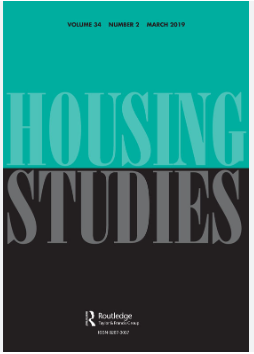 VOLUME 34 NUMBER 2 MARCH 2019
HOUSING
STUDIES
Routledge
Taylor & Francis Group